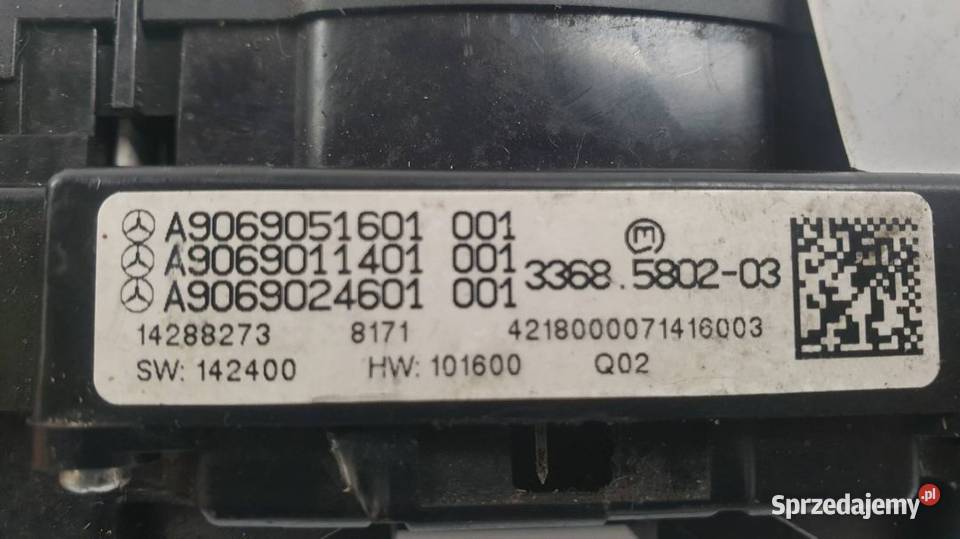 A9069051601 001
A9069011401 001
A9069024601 001
E
3368.5802-03
14288273 8171 4218000071416003
SW: 142400 HW: 101600 Q02
Sprzedajemy.pl